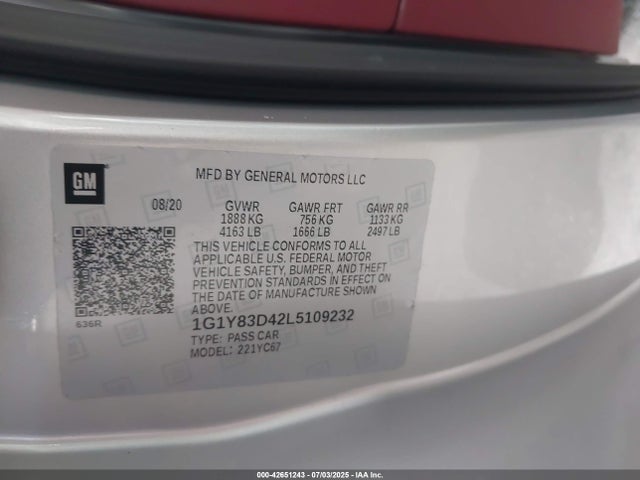 GM
MFD BY GENERAL MOTORS LLC
08/20 GVWR GAWR FRT GAWR RR
1888 KG 756 KG 1133 KG
4163 LB 1666 LB 2497 LB
THIS VEHICLE CONFORMS TO ALL
APPLICABLE U.S. FEDERAL MOTOR
VEHICLE SAFETY, BUMPER, AND THEFT
PREVENTION STANDARDS IN EFFECT ON
THE DATE OF MANUFACTURE SHOWN
ABOVE.
636R
1G1Y83D42L5109232
TYPE: PASS CAR
MODEL: 221YC67
000-42651243 - 07/03/2025 - IAA Inc.